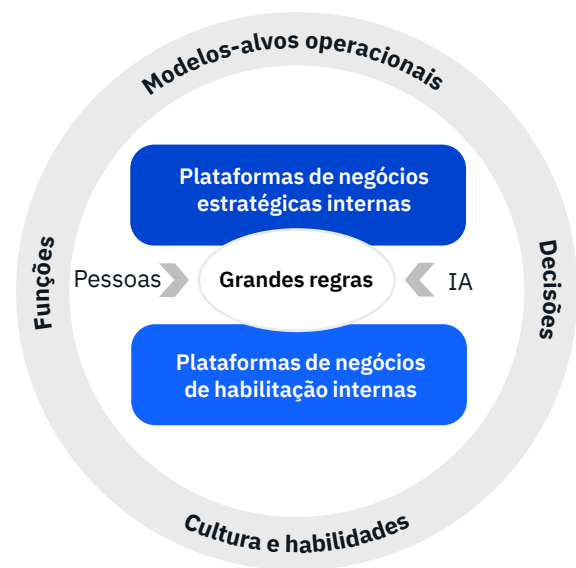 Modelos-alvos operacionais
Plataformas de negócios
estratégicas internas
Funções
Pessoas
Grandes regras
IA
Decisões
Plataformas de negócios
de habilitação internas
Cultura e habilidades